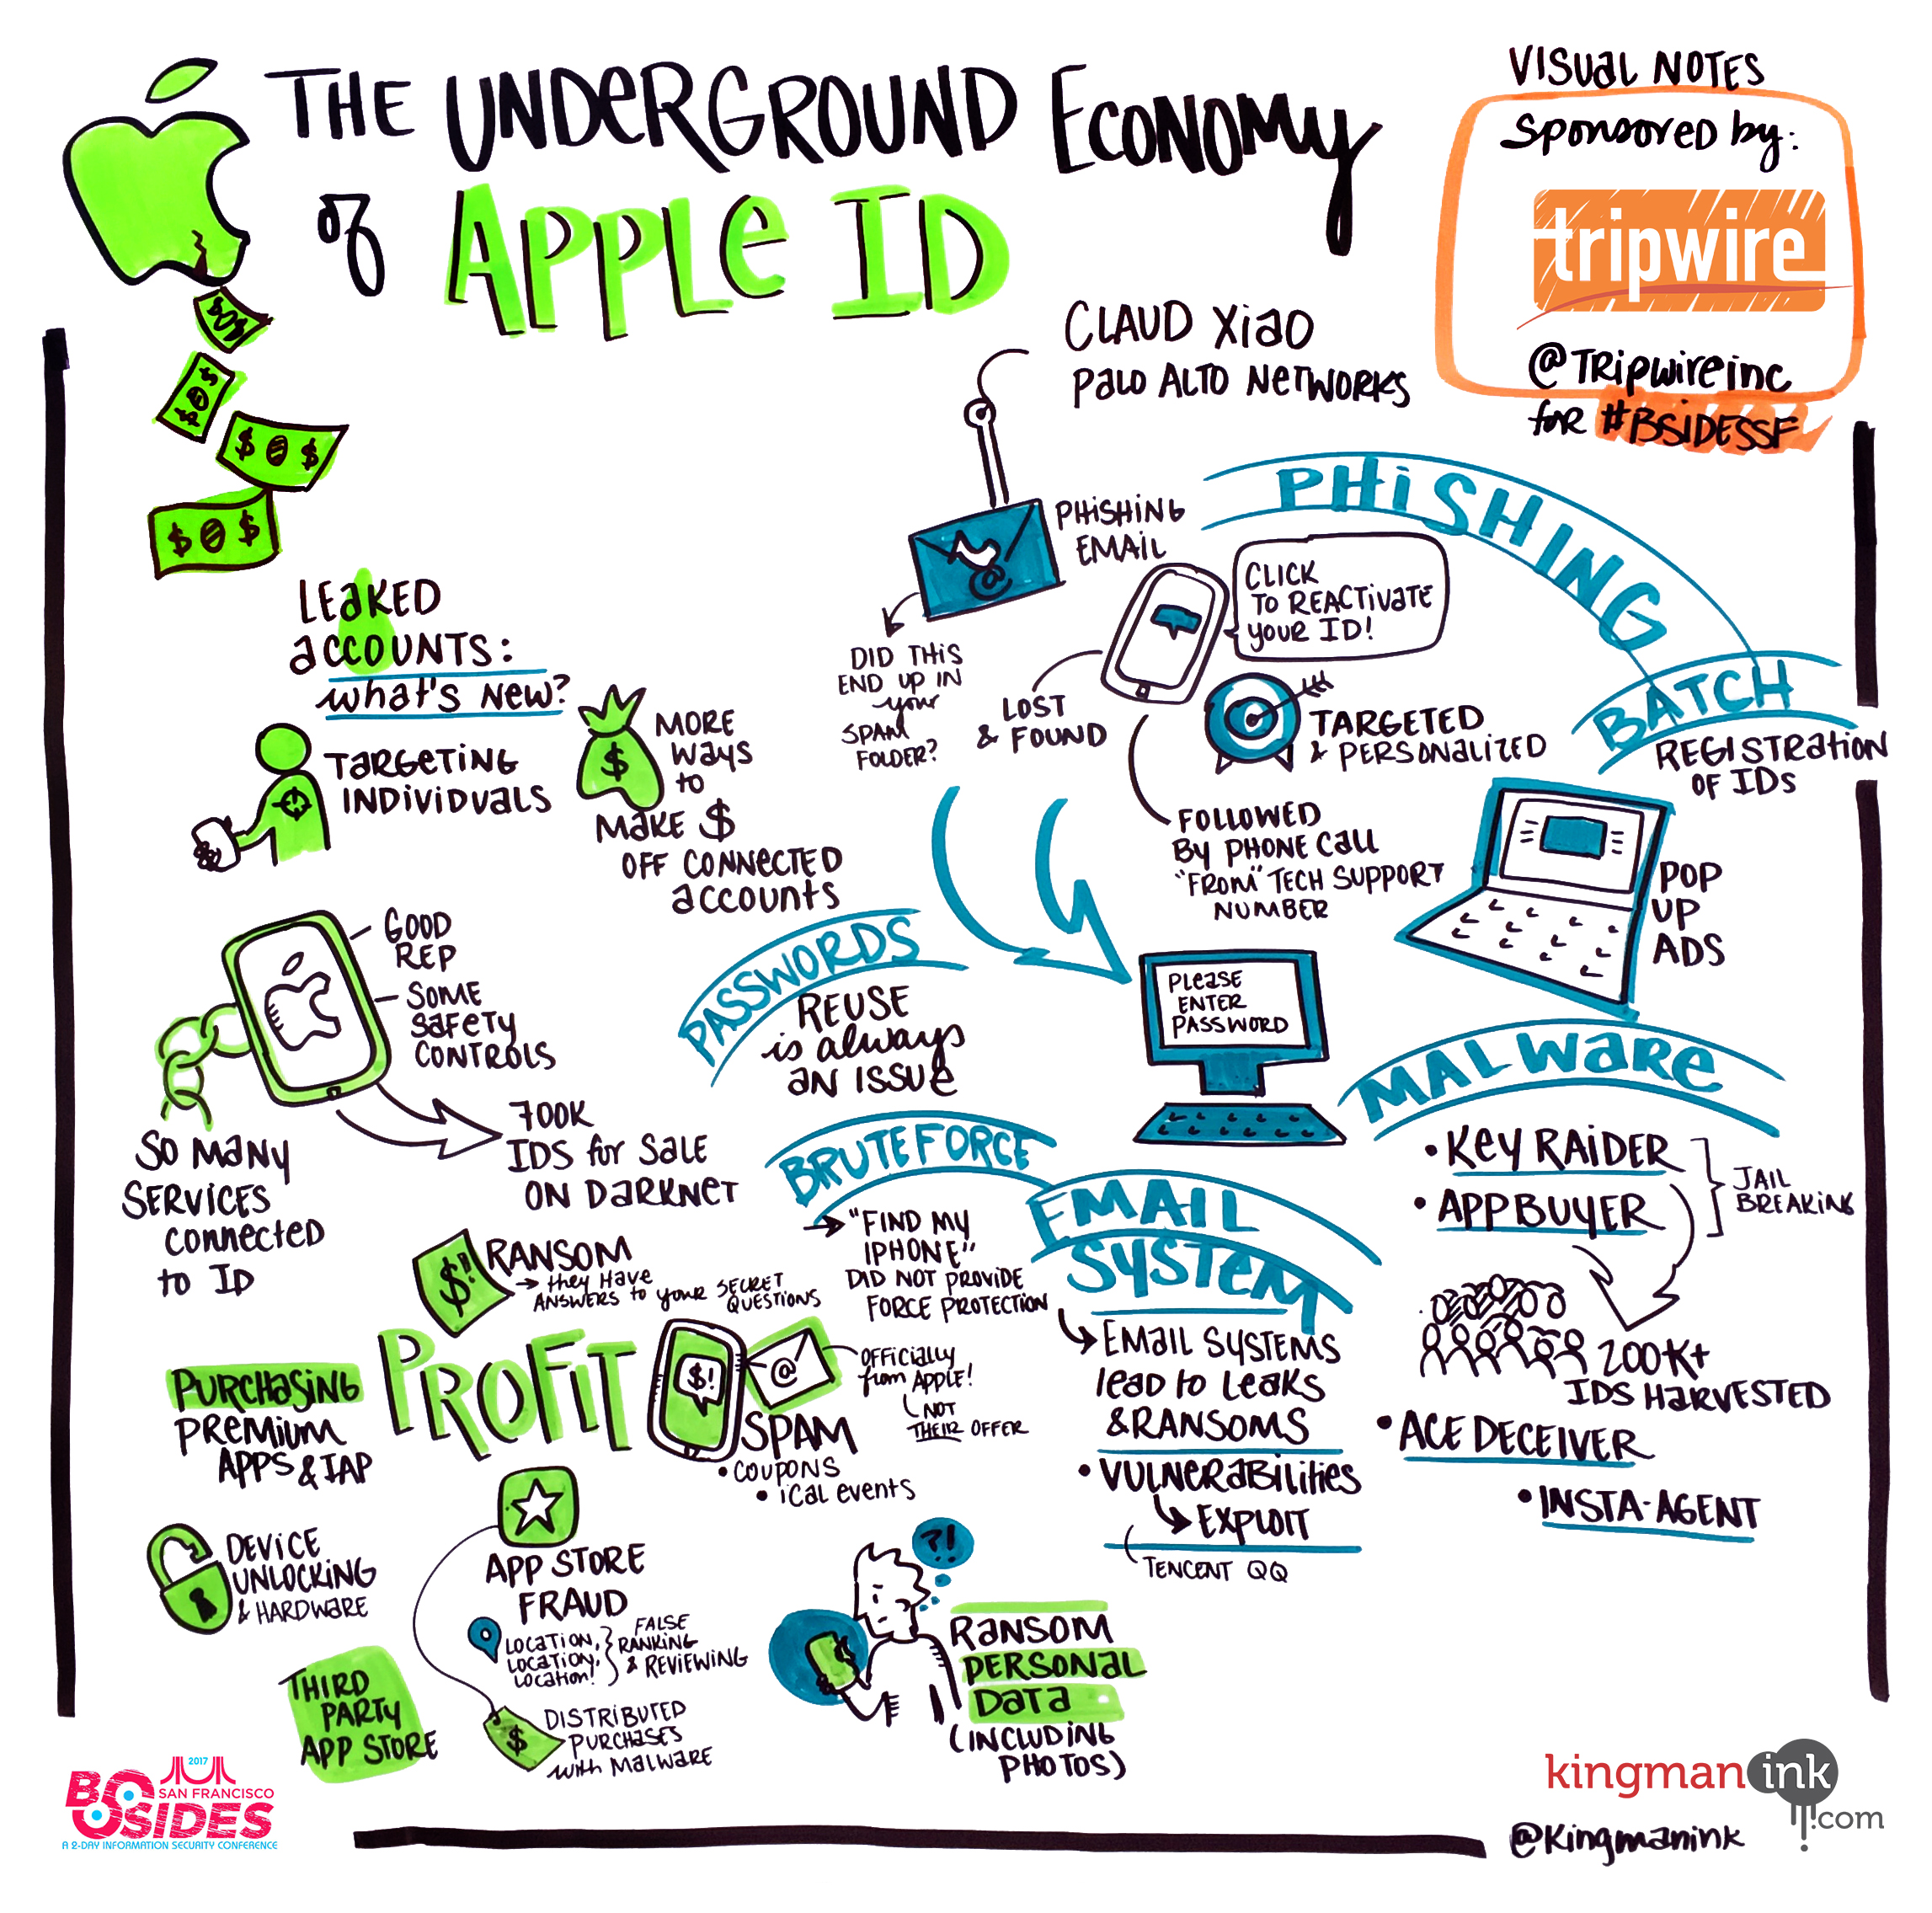 THE UNDERGROUND ECONOMY
of APPLE ID
VISUAL NOTES
Sponsored by:
tripwire
@TRipwireinc
for #BSIDESSF
CLAUD XIAO
PALO ALTO NETWORKS
PHISHING
PHISHING
EMAIL
CLICK
TO REACTIVATE
YOUR ID!
DID THIS
END UP IN
your
SPAM
FOLDER?
LOST
& FOUND
TARGETED
& PERSONALIZED
FOLLOWED
BY PHONE CALL
"FROM" TECH SUPPORT
NUMBER
BATCH
REGISTRATION
OF IDs
POP
UP
ADS
LEAKED
ACCOUNTS:
what's NEW?
TARGETING
INDIVIDUALS
$
MORE
WAYS
to
MAKE $
OFF CONNECTED
ACCOUNTS
GOOD
REP
SOME
SAFETY
CONTROLS
700K
IDS for SALE
ON DARKNET
SO MANY
SERVICES
connected
to ID
PASSWORDS
REUSE
is always
AN ISSUE
PLEASE
ENTER
PASSWORD
BRUTEFORCE
"FIND MY
IPHONE"
DID NOT PROVIDE
FORCE PROTECTION
EMAIL
SYSTEM
EMAIL SYSTEMS
lead to LEAKS
& RANSOMS
• VULNERABILITIES
EXPLOIT
TENCENT QQ
MALWARE
• KEY RAIDER
• APPBUYER
JAIL
BREAKING
200K+
IDS HARVESTED
• ACE DECEIVER
• INSTA-AGENT
$!
RANSOM
they HAVE
ANSWERS to your SECRET
QUESTIONS
PROFIT
PURCHASING
PREMIUM
APPS & IAP
$!
@
OFFICIALLY
from APPLE!
NOT
THEIR OFFER
SPAM
• COUPONS
• iCAL events
DEVICE
UNLOCKING
& HARDWARE
APP STORE
FRAUD
LOCATION,
LOCATION,
LOCATION!
FALSE
RANKING
& REVIEWING
THIRD
PARTY
APP STORE
$
DISTRIBUTED
PURCHASES
with MALWARE
?!
RANSOM
PERSONAL
DATA
(INCLUDING
PHOTOS)
2017
BSIDES
SAN FRANCISCO
A 2-DAY INFORMATION SECURITY CONFERENCE
kingmanink.com
@Kingmanink